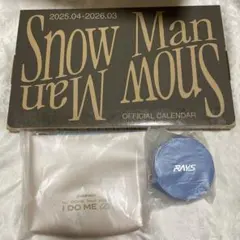 2025.04-2026.03
Snow Man
Man Snow
OFFICIAL CALENDAR
I DO ME
RAYS